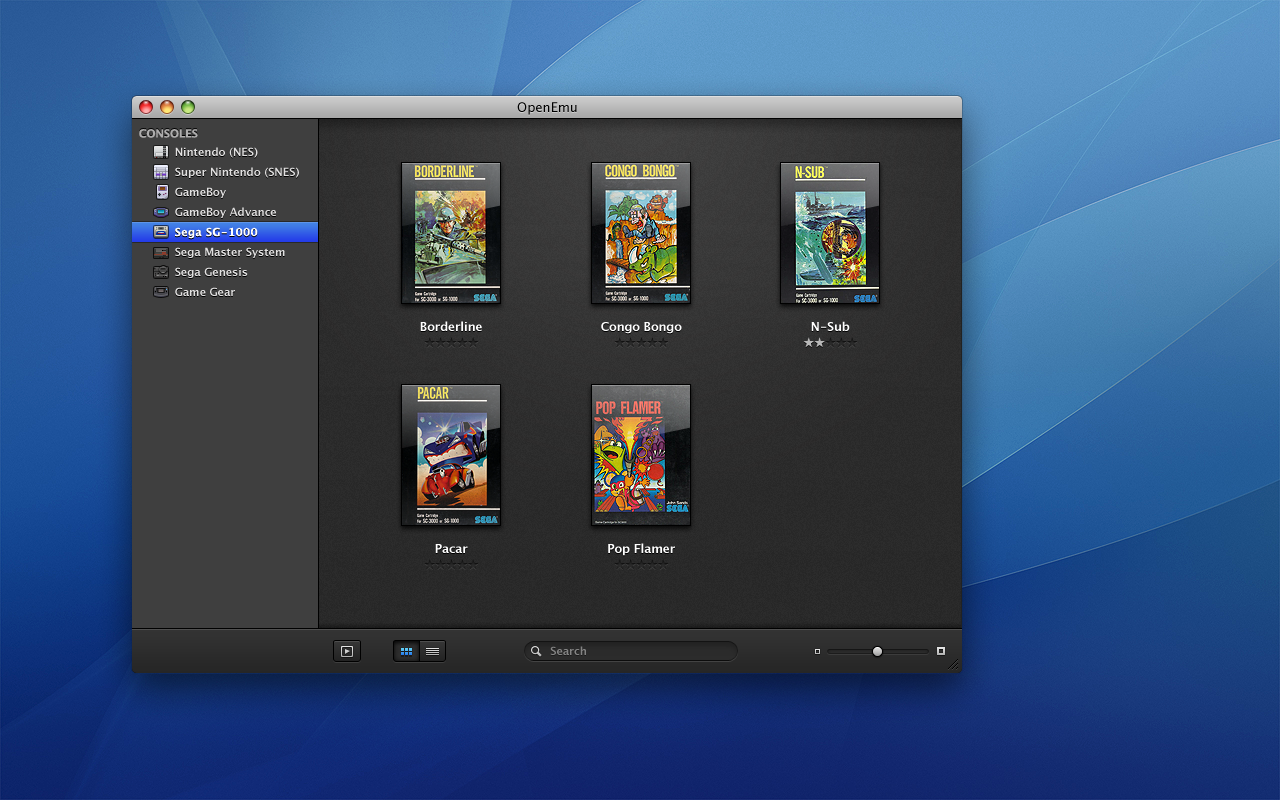 OpenEmu
CONSOLES
Nintendo (NES)
Super Nintendo (SNES)
GameBoy
GameBoy Advance
Sega SG-1000
Sega Master System
Sega Genesis
Game Gear
BORDERLINE
Game Cartridge
for SC-3000 or SG-1000
SEGA
CONGO BONGO
Game Cartridge
for SC-3000 or SG-1000
SEGA
N-SUB
Game Cartridge
for SC-3000 or SG-1000
SEGA
Borderline
Congo Bongo
N-Sub
PACAR
Game Cartridge
for SC-3000 or SG-1000
SEGA
POP FLAMER
John Sands
SEGA
Pacar
Pop Flamer
Search